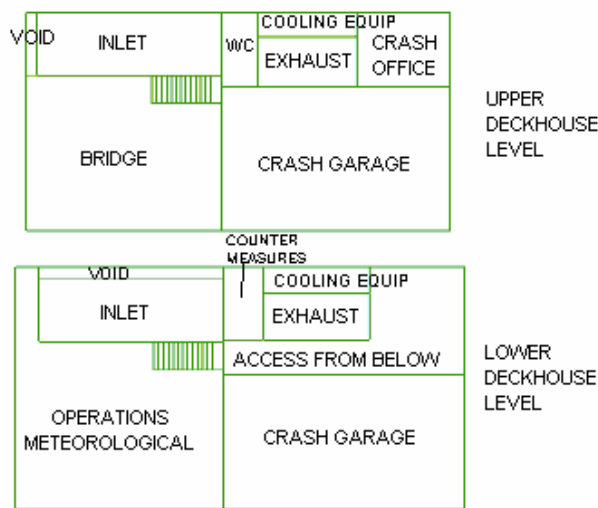 VOID
INLET
WC
COOLING EQUIP
EXHAUST
CRASH
OFFICE
BRIDGE
CRASH GARAGE
UPPER
DECKHOUSE
LEVEL
COUNTER
MEASURES
VOID
INLET
COOLING EQUIP
EXHAUST
ACCESS FROM BELOW
OPERATIONS
METEOROLOGICAL
CRASH GARAGE
LOWER
DECKHOUSE
LEVEL